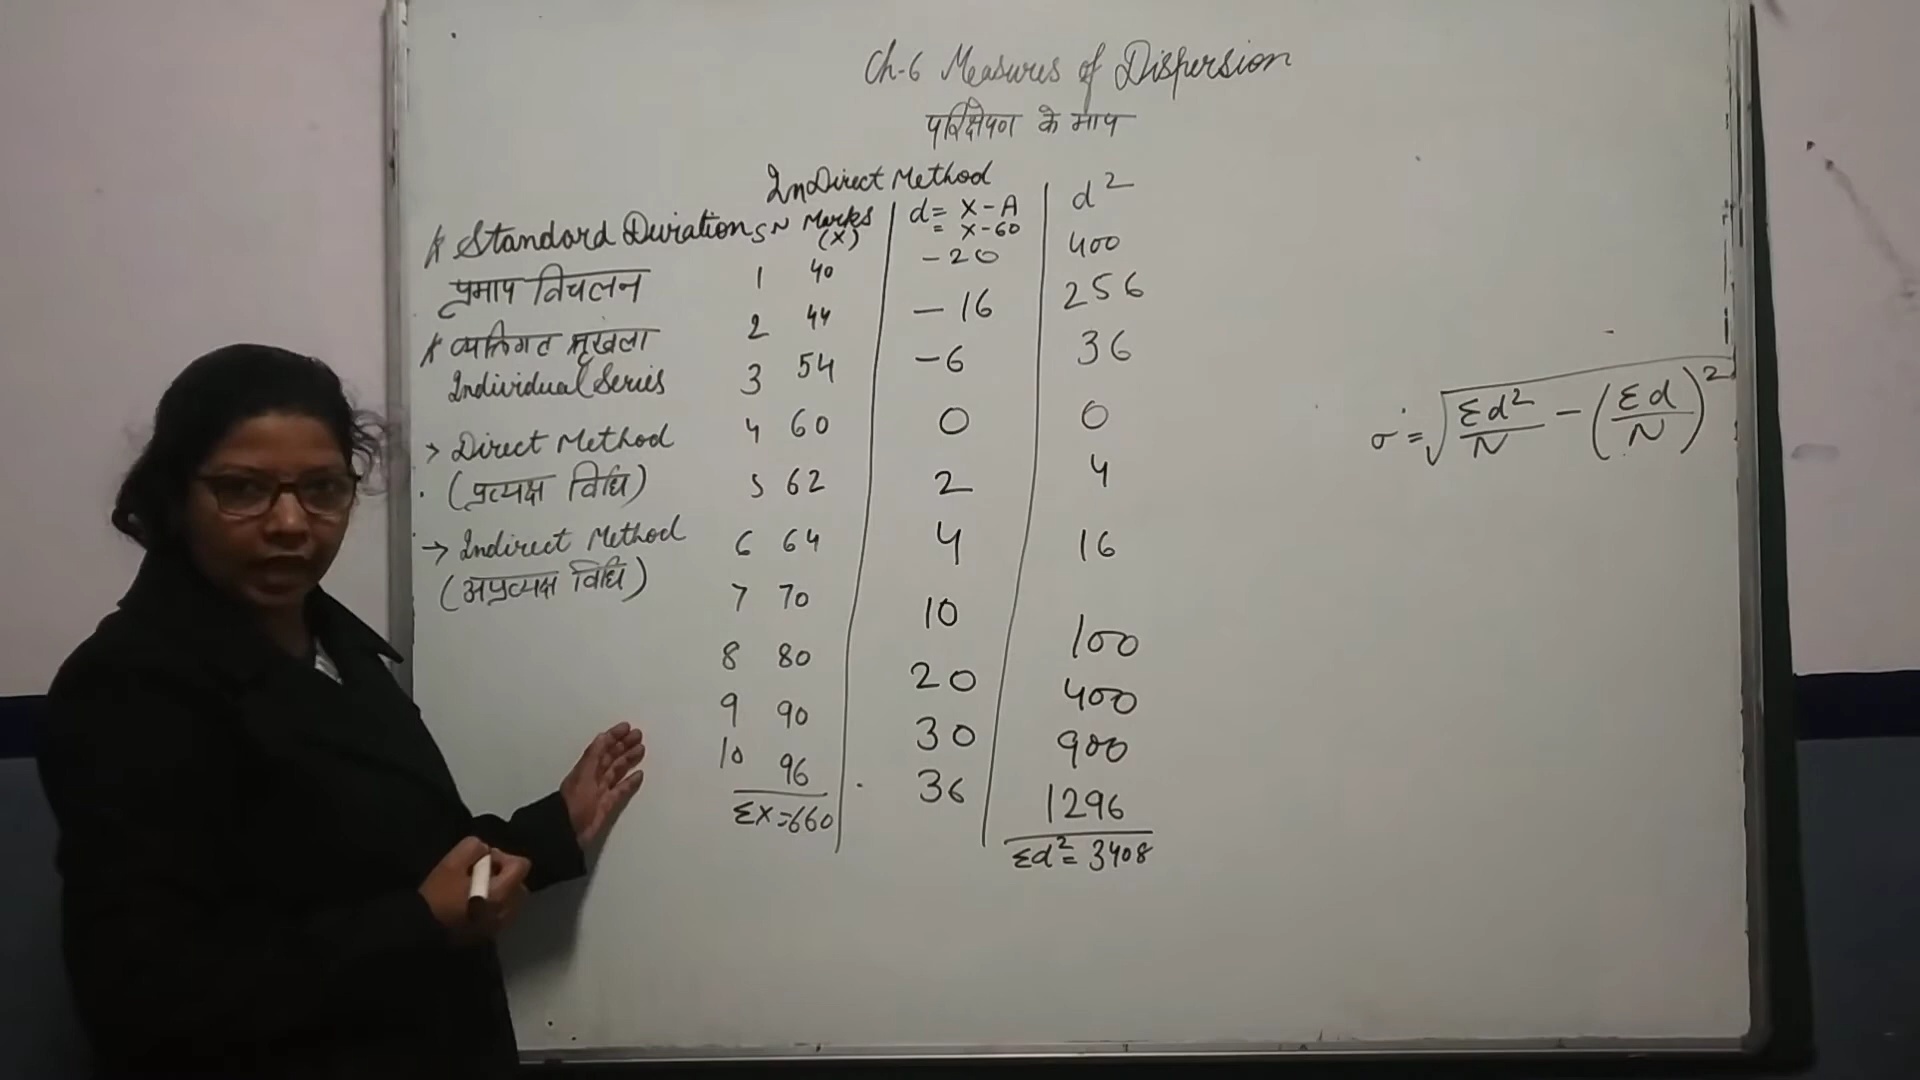 Ch-6 Measures of Dispersion
परिक्षेपण के माप
InDirect Method
* Standard Deviation
प्रमाप विचलन
* व्यक्तिगत श्रृंखला
Individual Series
→ Direct Method
(प्रत्यक्ष विधि)
→ Indirect Method
(अप्रत्यक्ष विधि)
SN Marks (X) d = X-A = X-60 d²
1 40 -20 400
2 44 -16 256
3 54 -6 36
4 60 0 0
5 62 2 4
6 64 4 16
7 70 10 100
8 80 20 400
9 90 30 900
10 96 36 1296
ΣX=660 Σd²=3408
σ = √Σd²/N - (Σd/N)²